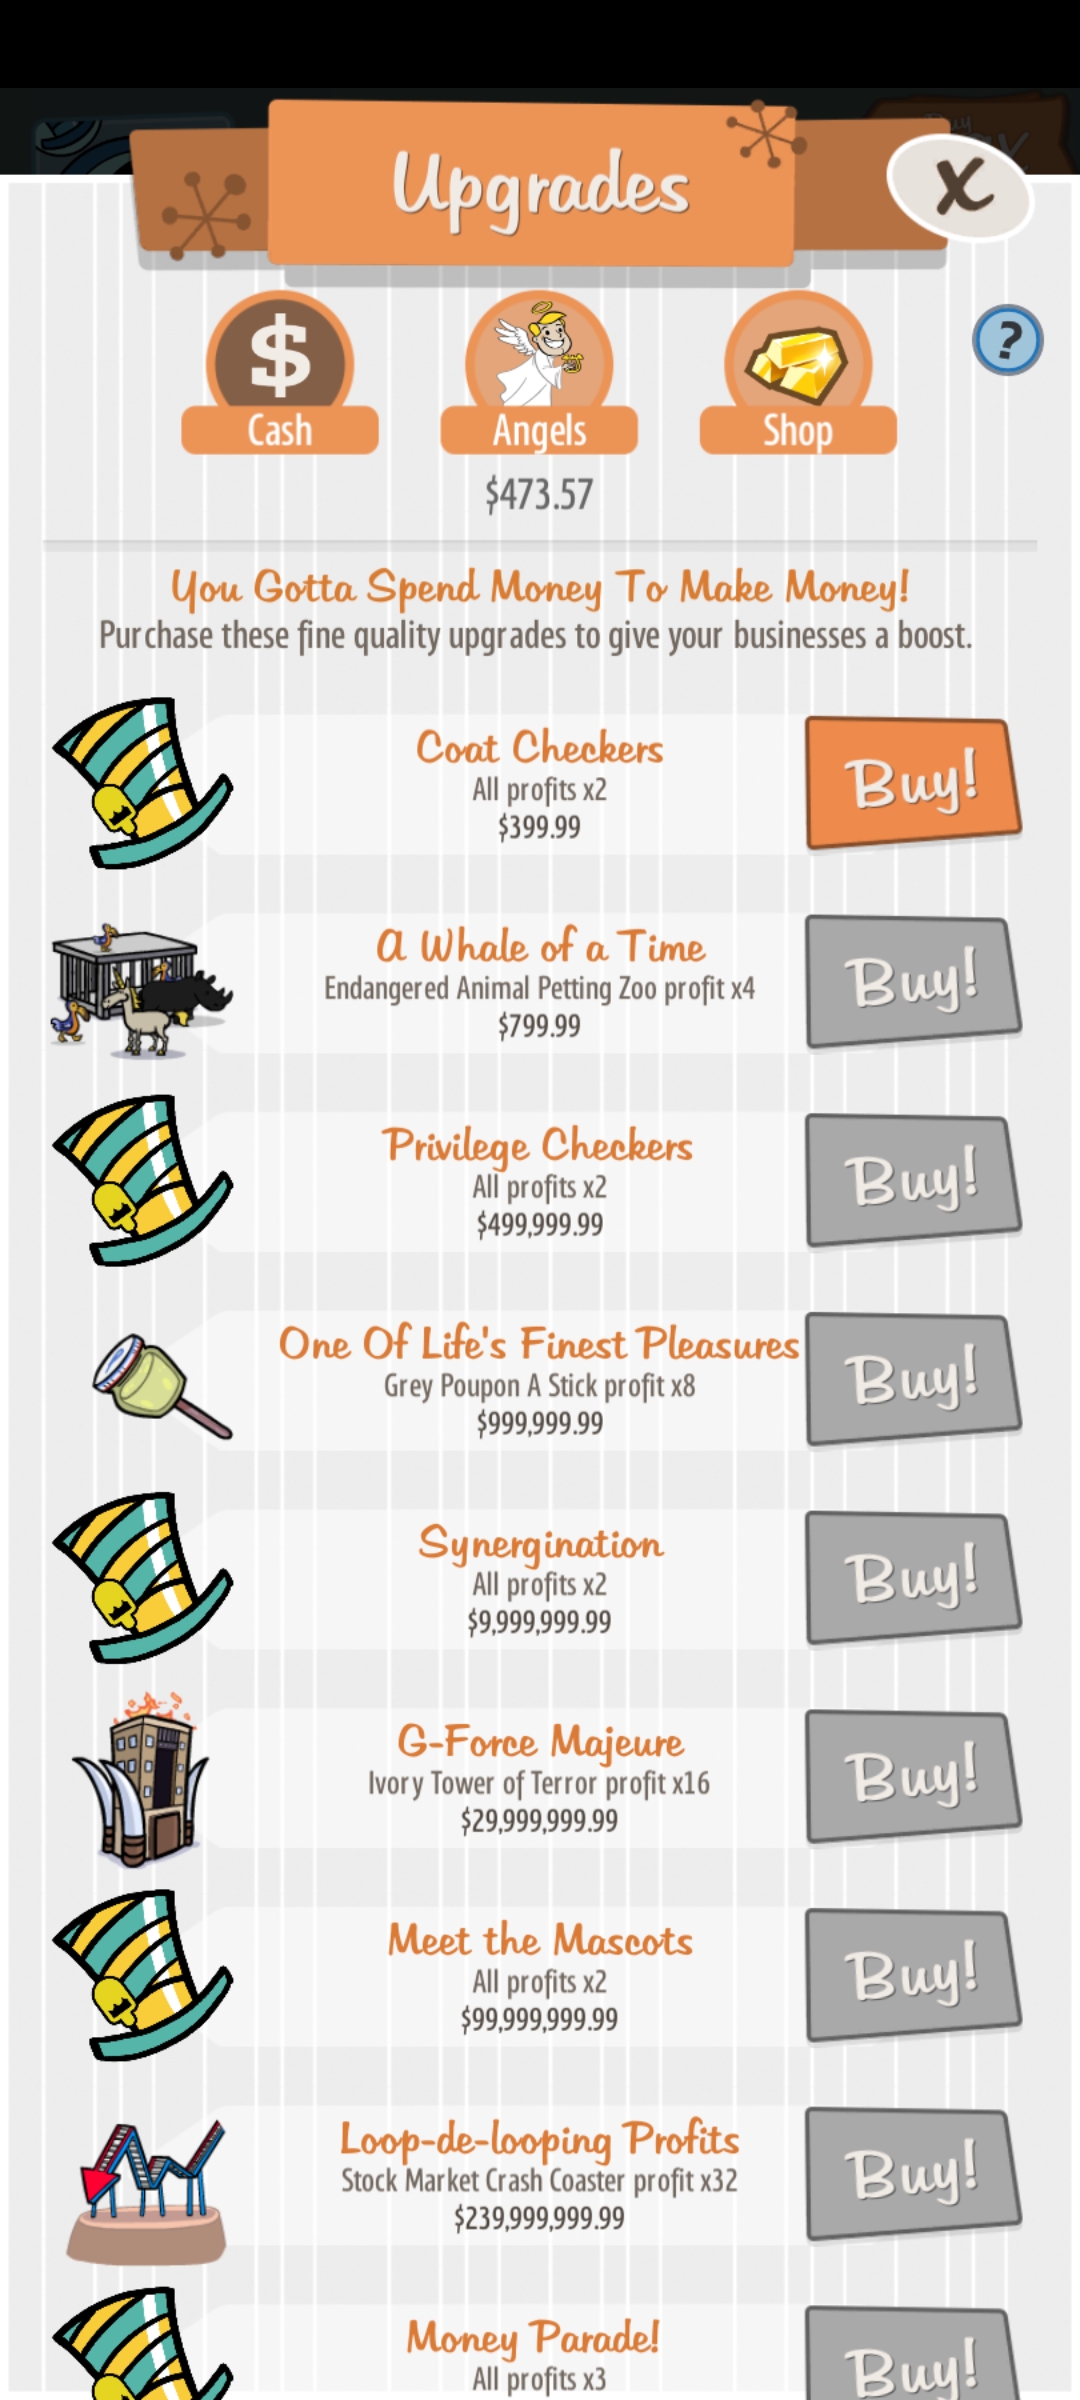 Buy
Upgrades
X
?
$
Cash
Angels
Shop
$473.57
You Gotta Spend Money To Make Money!
Purchase these fine quality upgrades to give your businesses a boost.
Coat Checkers
All profits x2
$399.99
Buy!
A Whale of a Time
Endangered Animal Petting Zoo profit x4
$799.99
Buy!
Privilege Checkers
All profits x2
$499,999.99
Buy!
One Of Life's Finest Pleasures
Grey Poupon A Stick profit x8
$999,999.99
Buy!
Synergination
All profits x2
$9,999,999.99
Buy!
G-Force Majeure
Ivory Tower of Terror profit x16
$29,999,999.99
Buy!
Meet the Mascots
All profits x2
$99,999,999.99
Buy!
Loop-de-looping Profits
Stock Market Crash Coaster profit x32
$239,999,999.99
Buy!
Money Parade!
All profits x3
Buy!